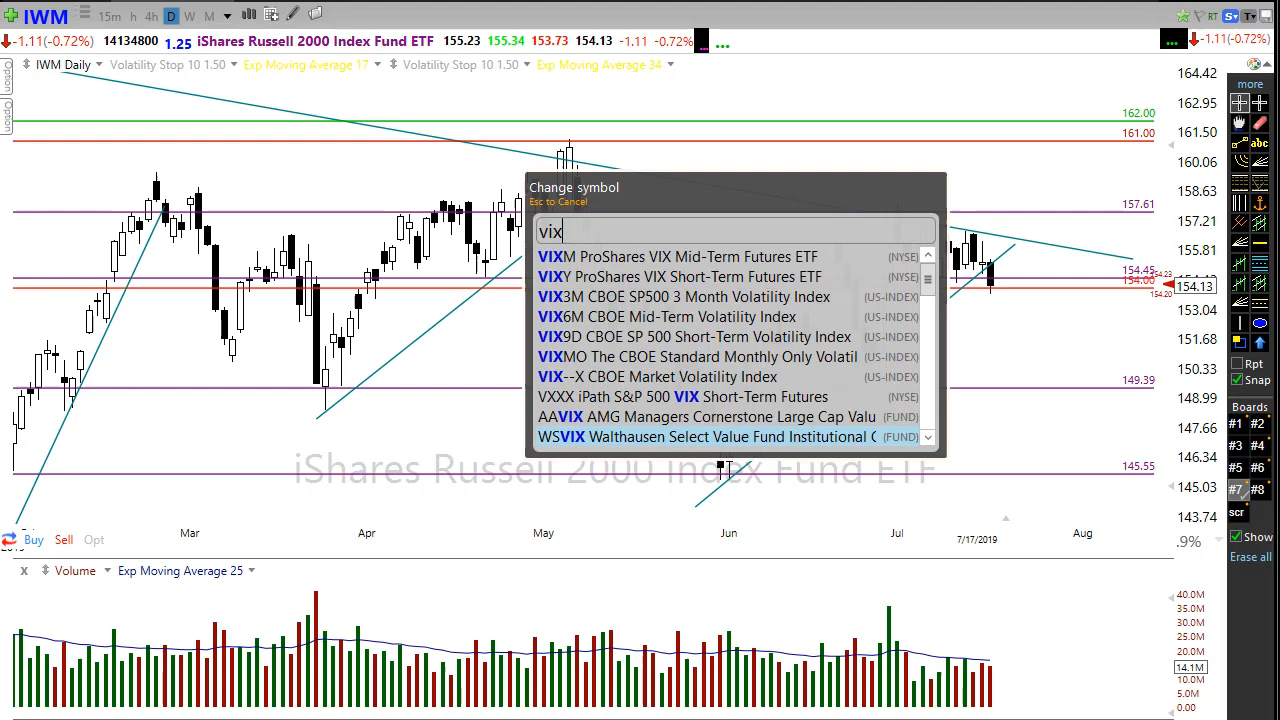 IWM 15m h 4h D W M RT S T
-1.11(-0.72%) 14134800 1.25 iShares Russell 2000 Index Fund ETF 155.23 155.34 153.73 154.13 -1.11 -0.72% ... ... ... -1.11(-0.72%)
IWM Daily Volatility Stop 10 1.50 Exp Moving Average 17 Volatility Stop 10 1.50 Exp Moving Average 34
Option
Option
162.00
161.00
157.61
154.45
154.23
154.00
154.20
149.39
145.55
164.42
162.95
161.50
160.06
158.63
157.21
155.81
154.13
153.04
151.68
150.33
148.99
147.66
146.34
145.03
143.74
.9%
Change symbol
Esc to Cancel
vix
VIXM ProShares VIX Mid-Term Futures ETF (NYSE)
VIXY ProShares VIX Short-Term Futures ETF (NYSE)
VIX3M CBOE SP500 3 Month Volatility Index (US-INDEX)
VIX6M CBOE Mid-Term Volatility Index (US-INDEX)
VIX9D CBOE SP 500 Short-Term Volatility Index (US-INDEX)
VIXMO The CBOE Standard Monthly Only Volatil (US-INDEX)
VIX--X CBOE Market Volatility Index (US-INDEX)
VXXX iPath S&P 500 VIX Short-Term Futures (NYSE)
AAVIX AMG Managers Cornerstone Large Cap Valu (FUND)
WSVIX Walthausen Select Value Fund Institutional C (FUND)
iShares Russell 2000 Index Fund ETF
Mar Apr May Jun Jul 7/17/2019 Aug
Buy Sell Opt
X Volume Exp Moving Average 25
40.0M
35.0M
30.0M
25.0M
20.0M
14.1M
10.0M
5.0M
0.00
more
abc
Rpt
Snap
Boards
#1 #2
#3 #4
#5 #6
#7 #8
scr
Show
Erase all